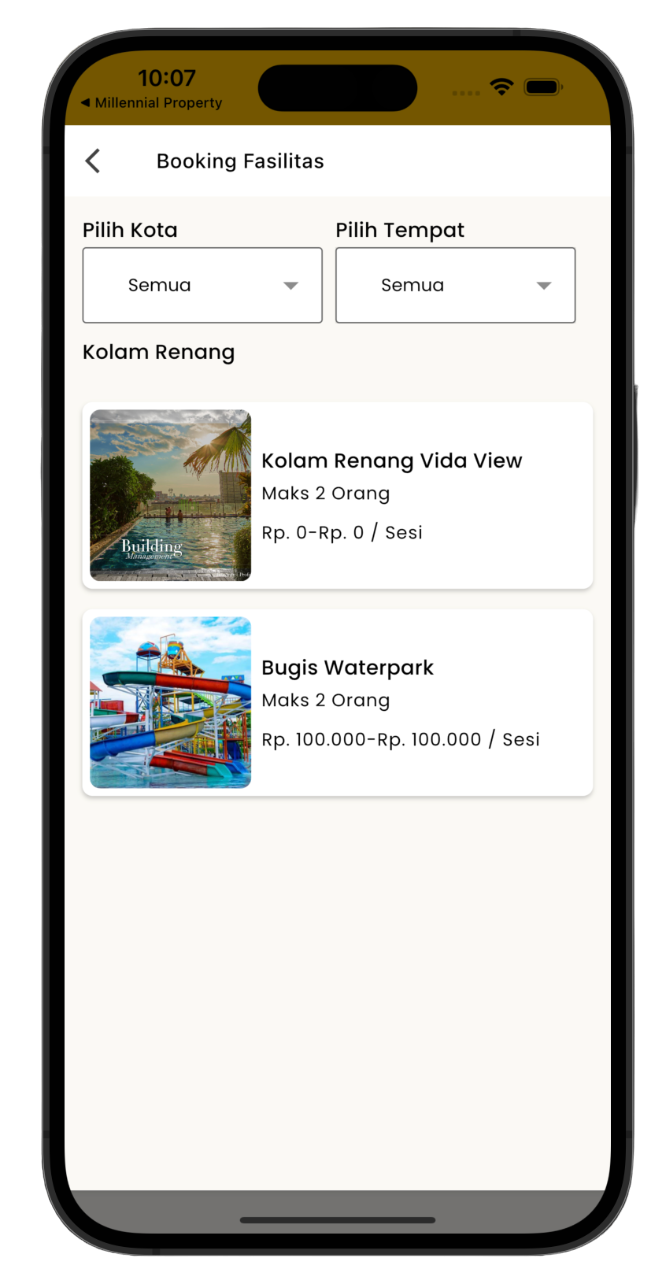 10:07
◀ Millennial Property
Booking Fasilitas
Pilih Kota
Pilih Tempat
Semua
Semua
Kolam Renang
Kolam Renang Vida View
Maks 2 Orang
Rp. 0-Rp. 0 / Sesi
Building
Management
Bugis Waterpark
Maks 2 Orang
Rp. 100.000-Rp. 100.000 / Sesi